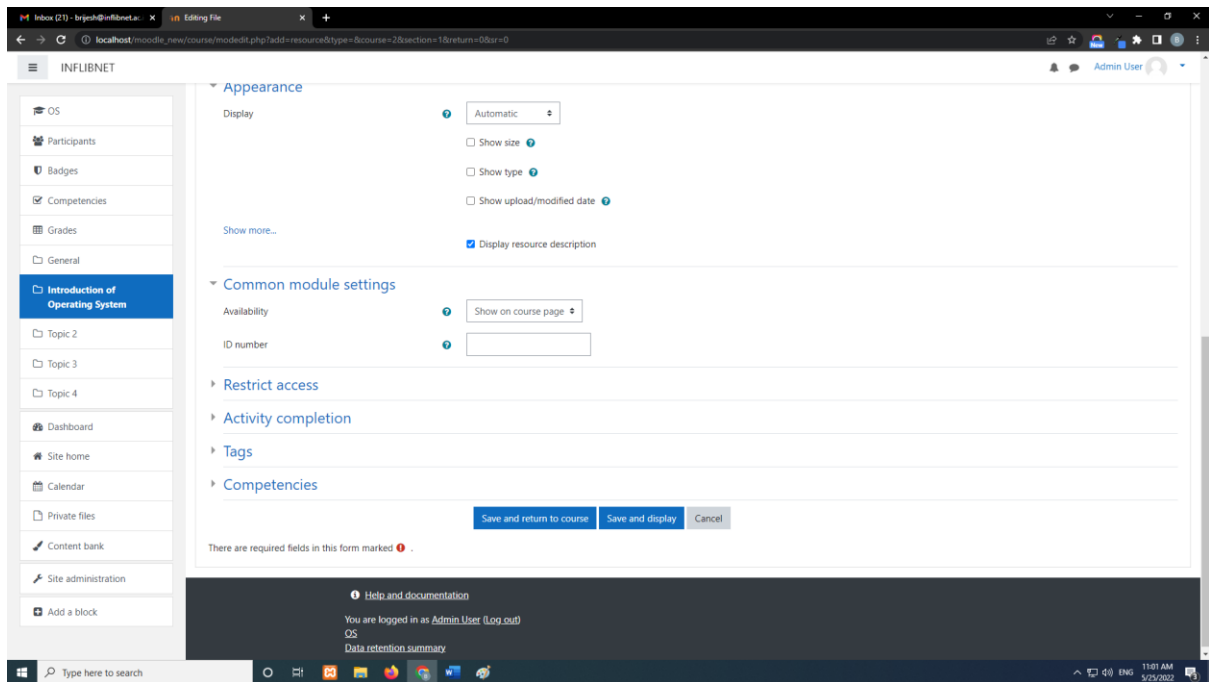 Inbox (21) - brijesh@inflibnet.ac. X
Editing File X +
localhost/moodle_new/course/modedit.php?add=resource&type=&course=2&section=1&return=0&sr=0
New
B
INFLIBNET
Admin User
OS
Participants
Badges
Competencies
Grades
General
Introduction of
Operating System
Topic 2
Topic 3
Topic 4
Dashboard
Site home
Calendar
Private files
Content bank
Site administration
Add a block
Appearance
Display
Automatic
Show size
Show type
Show upload/modified date
Show more...
Display resource description
Common module settings
Availability
Show on course page
ID number
Restrict access
Activity completion
Tags
Competencies
Save and return to course
Save and display
Cancel
There are required fields in this form marked .
Help and documentation
You are logged in as Admin User (Log out)
OS
Data retention summary
Type here to search
ENG
11:01 AM
5/25/2022